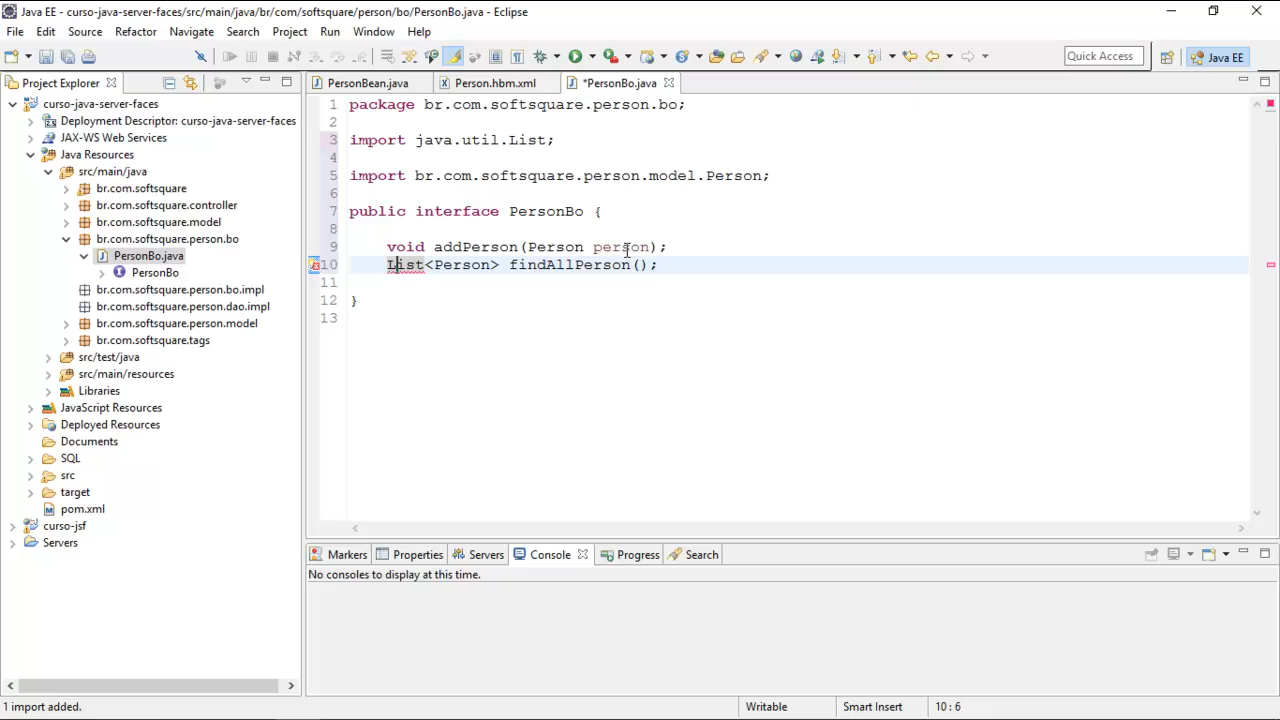 Java EE - curso-java-server-faces/src/main/java/br/com/softsquare/person/bo/PersonBo.java - Eclipse
File Edit Source Refactor Navigate Search Project Run Window Help
Quick Access Java EE
Project Explorer
PersonBean.java Person.hbm.xml *PersonBo.java
curso-java-server-faces
Deployment Descriptor: curso-java-server-faces
JAX-WS Web Services
Java Resources
src/main/java
br.com.softsquare
br.com.softsquare.controller
br.com.softsquare.model
br.com.softsquare.person.bo
PersonBo.java
PersonBo
br.com.softsquare.person.bo.impl
br.com.softsquare.person.dao.impl
br.com.softsquare.person.model
br.com.softsquare.tags
src/test/java
src/main/resources
Libraries
JavaScript Resources
Deployed Resources
Documents
SQL
src
target
pom.xml
curso-jsf
Servers
1 package br.com.softsquare.person.bo;
2
3 import java.util.List;
4
5 import br.com.softsquare.person.model.Person;
6
7 public interface PersonBo {
8
9 void addPerson(Person person);
10 List<Person> findAllPerson();
11
12 }
13
Markers Properties Servers Console Progress Search
No consoles to display at this time.
1 import added. Writable Smart Insert 10 : 6